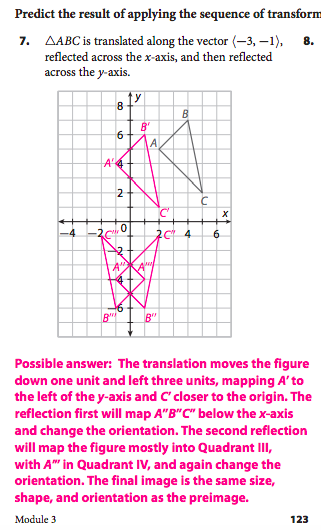 Predict the result of applying the sequence of transform
7. △ABC is translated along the vector ⟨−3, −1⟩, 8.
reflected across the x-axis, and then reflected
across the y-axis.
8 y
B
6 B'
A
A' 4
2
C
C' x
−4 −2 C''' 0 2 C'' 4 6
−2
A'' A'''
−4
−6
B''' B''
Possible answer: The translation moves the figure
down one unit and left three units, mapping A' to
the left of the y-axis and C' closer to the origin. The
reflection first will map A"B"C" below the x-axis
and change the orientation. The second reflection
will map the figure mostly into Quadrant III,
with A''' in Quadrant IV, and again change the
orientation. The final image is the same size,
shape, and orientation as the preimage.
Module 3 123